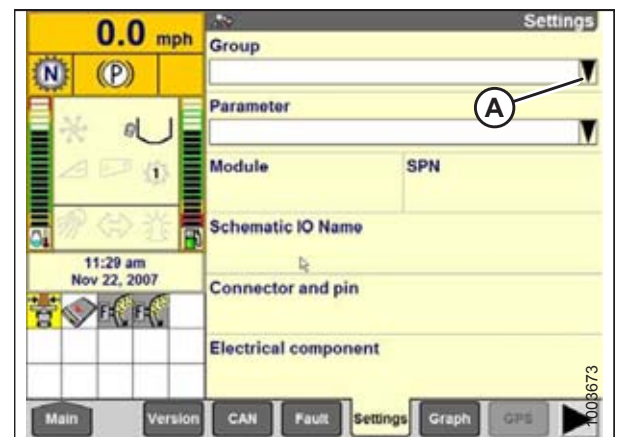 0.0 mph
Settings
Group
N
(P)
A
Parameter
1
Module
SPN
Schematic IO Name
11:29 am
Nov 22, 2007
Connector and pin
Electrical component
Main
Version
CAN
Fault
Settings
Graph
GPS
1003673